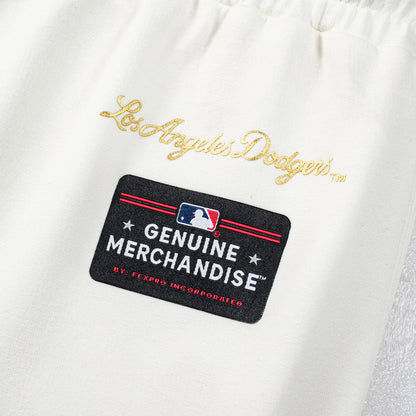 Los Angeles Dodgers™
GENUINE
MERCHANDISE™
BY: FEXPRO INCORPORATED